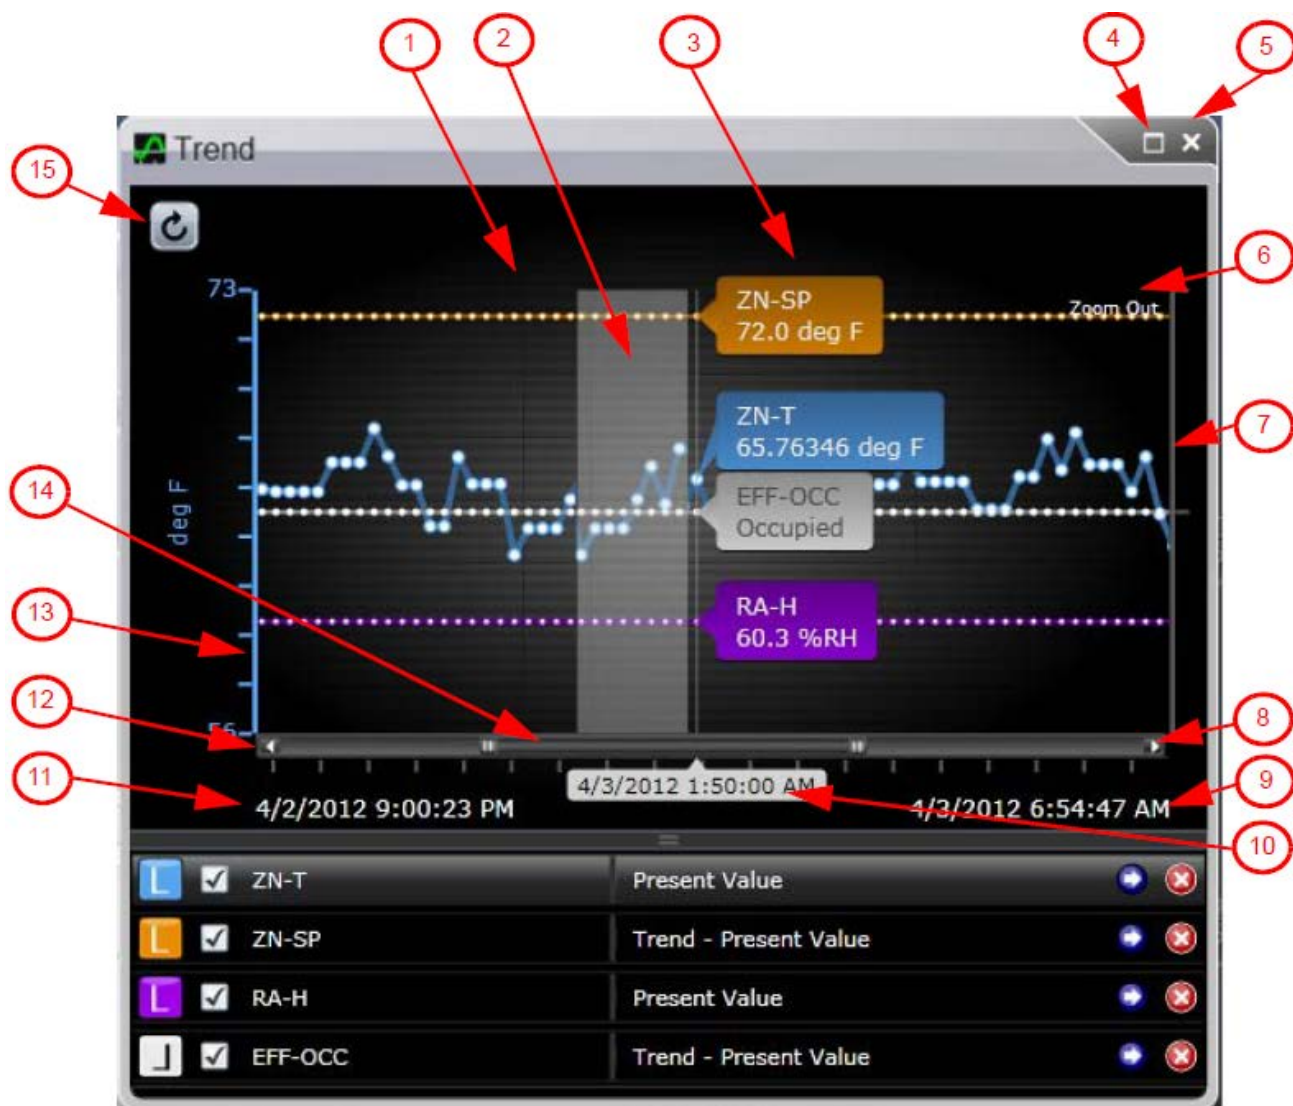 1
2
3
4
5
Trend
15
6
73
ZN-SP
72.0 deg F
Zoom Out
ZN-T
65.76346 deg F
7
14
deg F
EFF-OCC
Occupied
RA-H
60.3 %RH
13
12
56
8
11
4/2/2012 9:00:23 PM
4/3/2012 1:50:00 AM
4/3/2012 6:54:47 AM
9
10
ZN-T Present Value
ZN-SP Trend - Present Value
RA-H Present Value
EFF-OCC Trend - Present Value